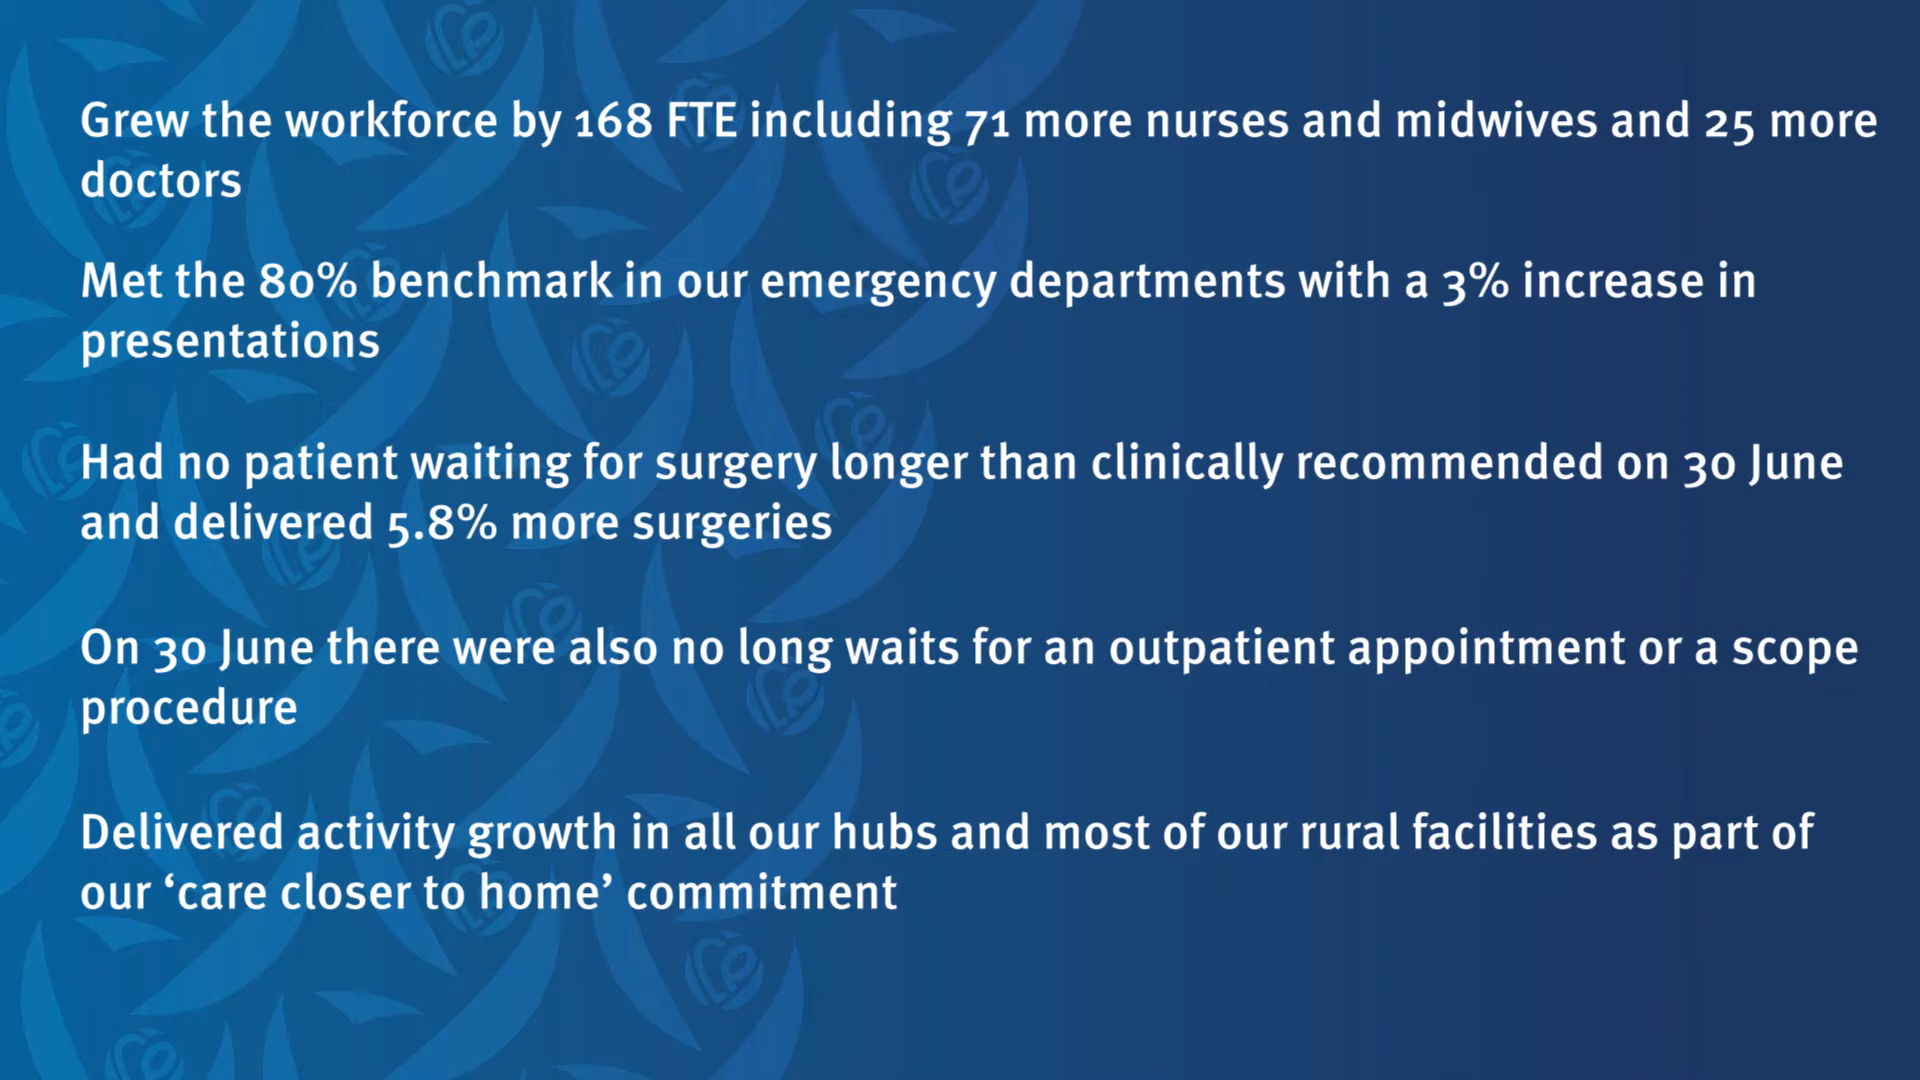 Grew the workforce by 168 FTE including 71 more nurses and midwives and 25 more
doctors
Met the 80% benchmark in our emergency departments with a 3% increase in
presentations
Had no patient waiting for surgery longer than clinically recommended on 30 June
and delivered 5.8% more surgeries
On 30 June there were also no long waits for an outpatient appointment or a scope
procedure
Delivered activity growth in all our hubs and most of our rural facilities as part of
our ‘care closer to home’ commitment